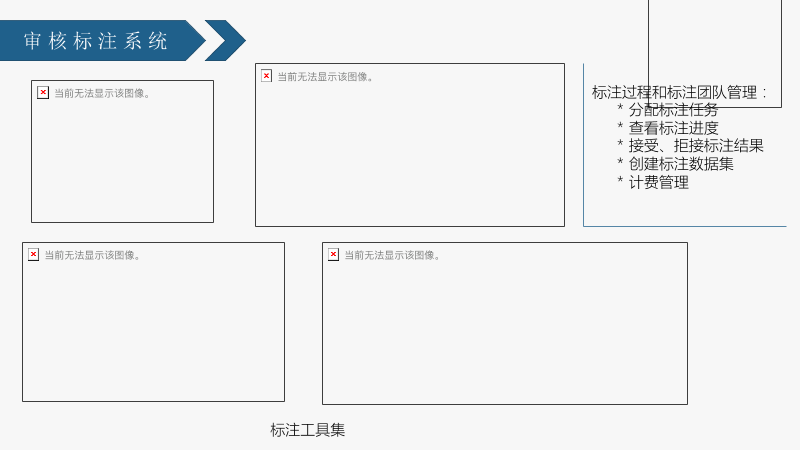 审核标注系统
当前无法显示该图像。
当前无法显示该图像。
标注过程和标注团队管理：
* 分配标注任务
* 查看标注进度
* 接受、拒接标注结果
* 创建标注数据集
* 计费管理
当前无法显示该图像。
当前无法显示该图像。
标注工具集